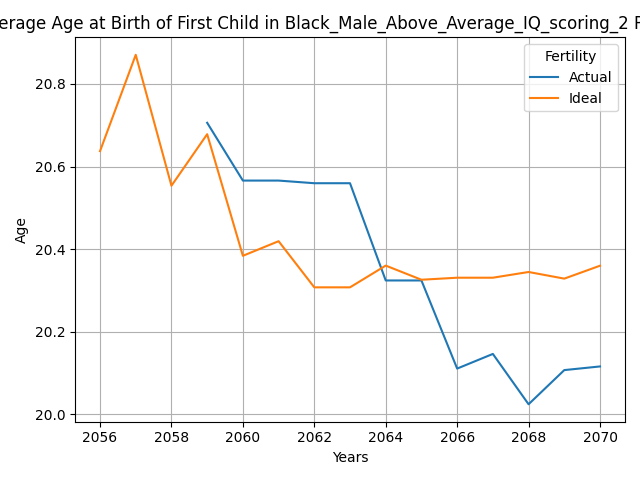 erage Age at Birth of First Child in Black_Male_Above_Average_IQ_scoring_2
Fertility
Actual
Ideal
20.8
20.6
20.4
20.2
20.0
Age
2056 2058 2060 2062 2064 2066 2068 2070
Years